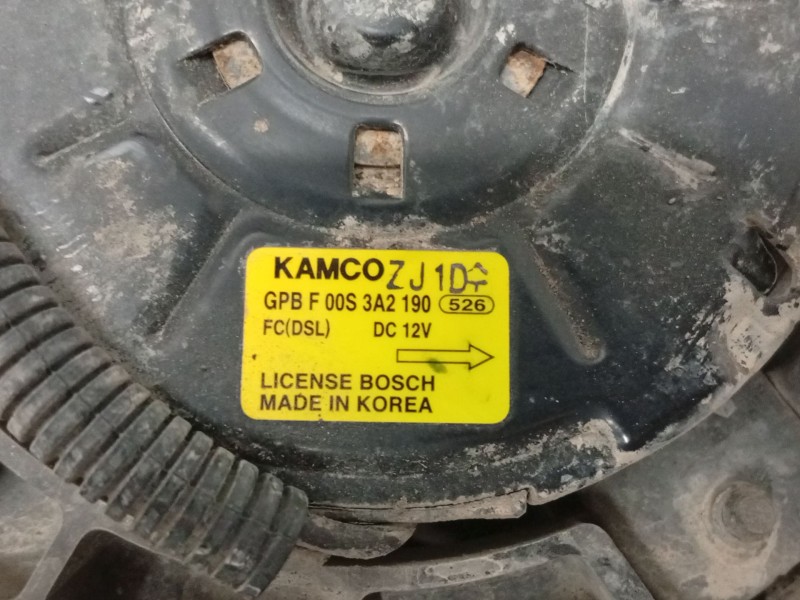 KAMCO ZJ1D
GPB F 00S 3A2 190 526
FC(DSL) DC 12V
LICENSE BOSCH
MADE IN KOREA